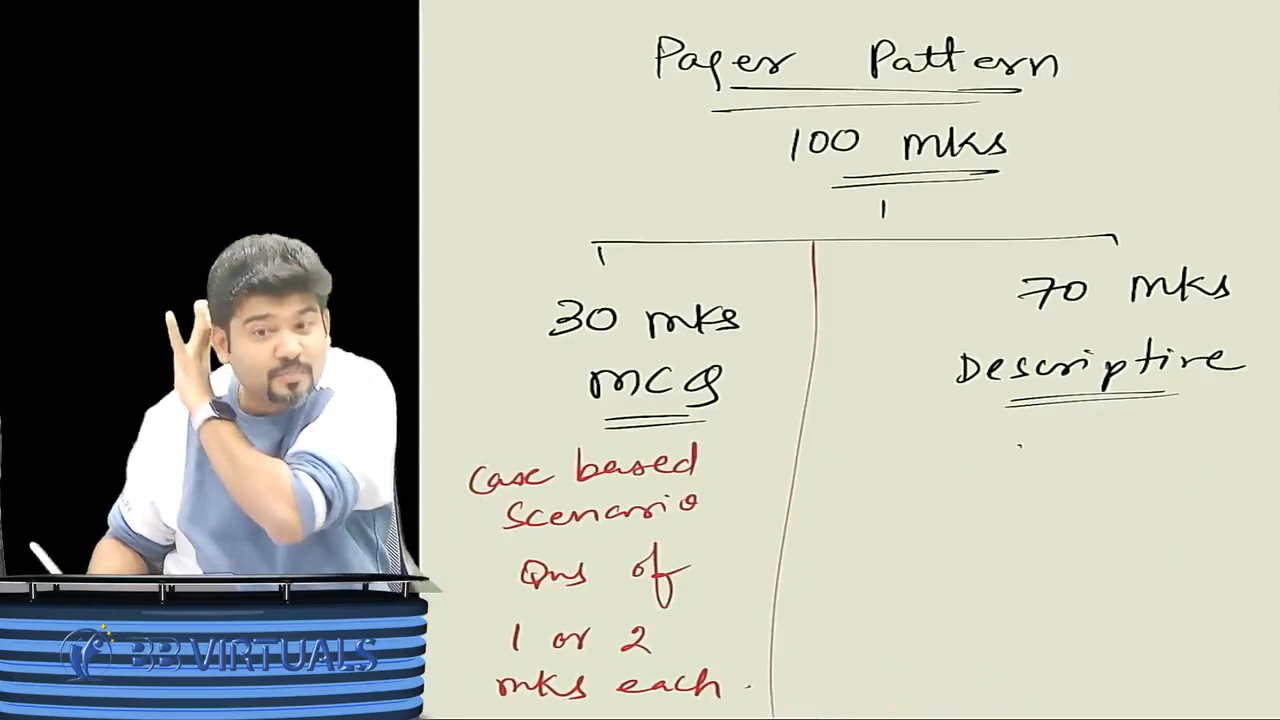 Paper Pattern
100 mks
30 mks
MCQ
Case based
Scenario
Qns of
1 or 2
mks each.
70 mks
Descriptive
BB VIRTUALS